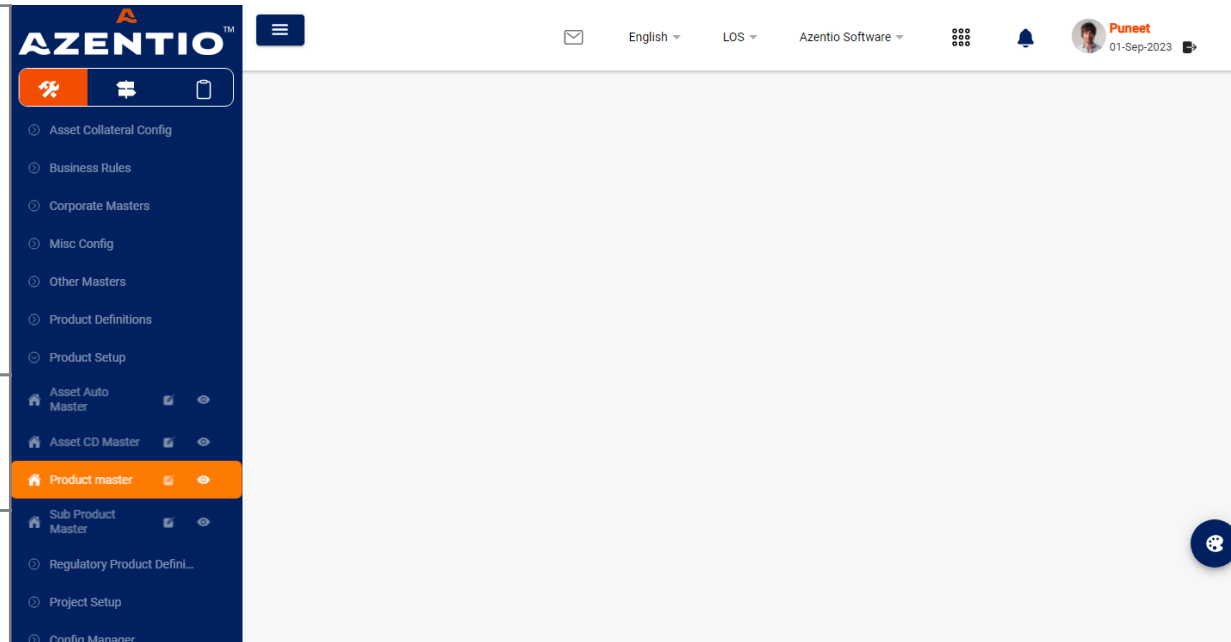 AZENTIO™
English
LOS
Azentio Software
Puneet
01-Sep-2023
Asset Collateral Config
Business Rules
Corporate Masters
Misc Config
Other Masters
Product Definitions
Product Setup
Asset Auto
Master
Asset CD Master
Product master
Sub Product
Master
Regulatory Product Defini...
Project Setup
Config Manager